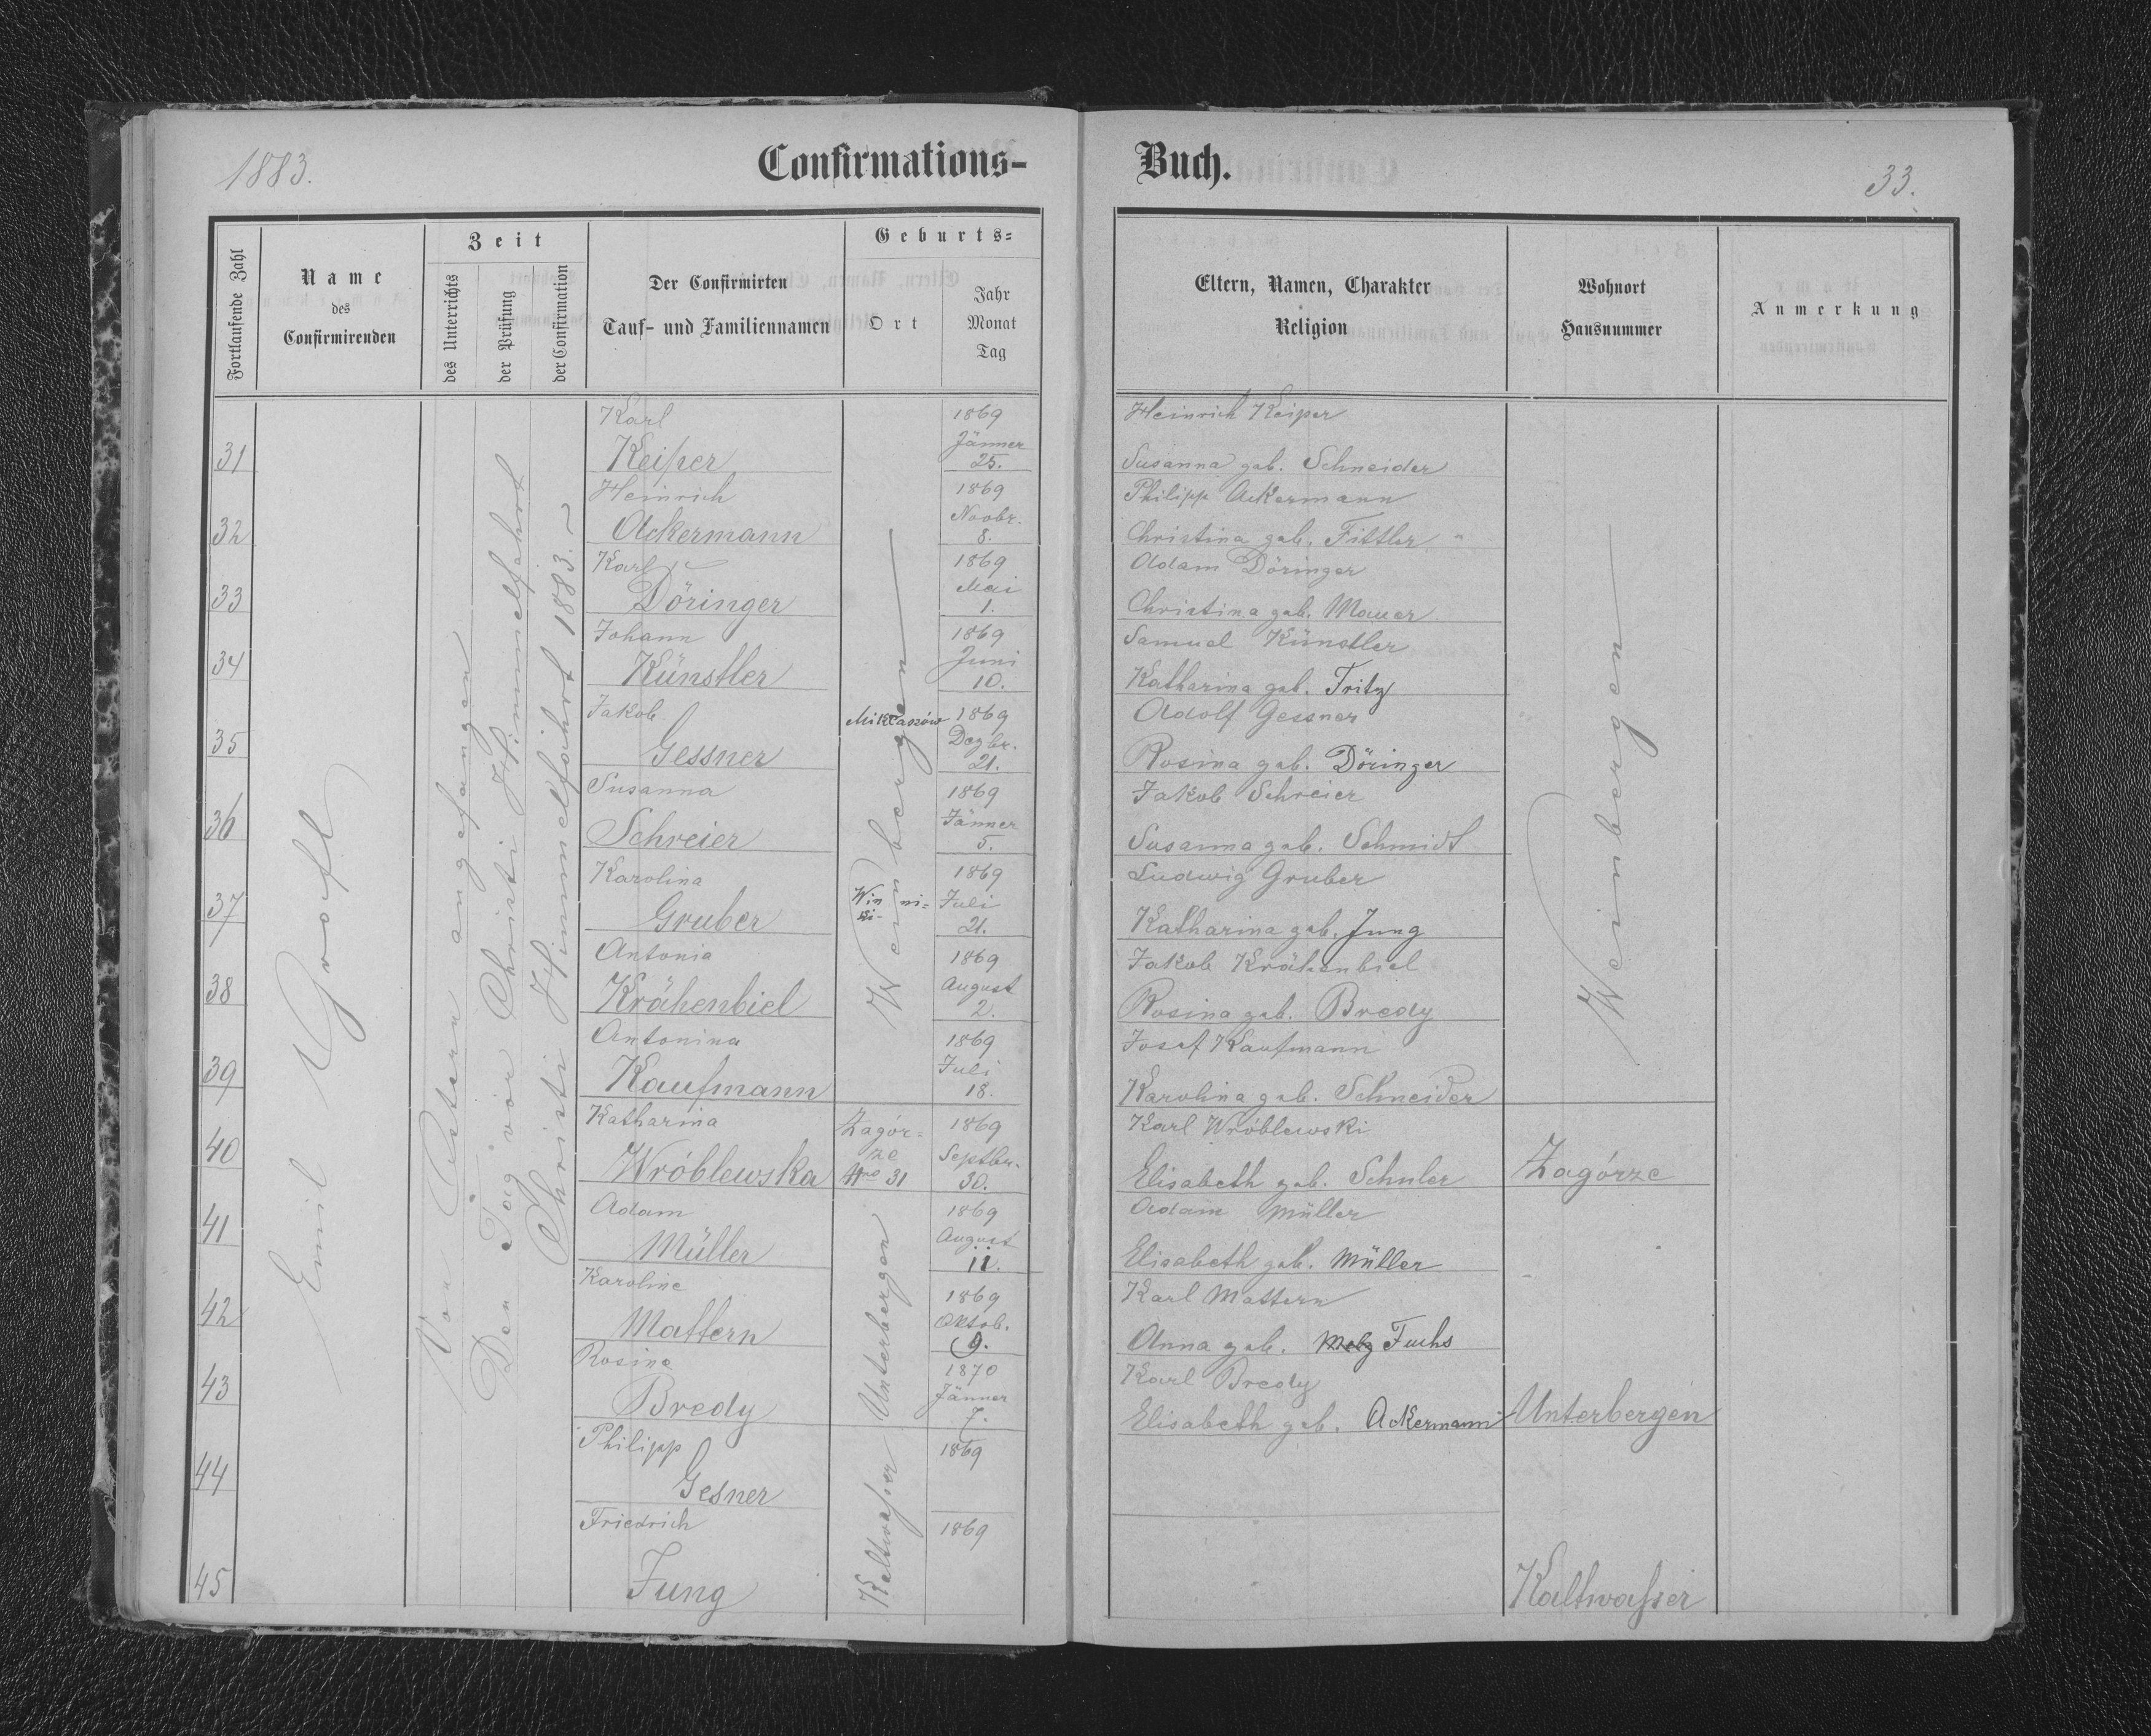 1883.
Confirmations-
Buch.
33.
Fortlaufende Zahl
Name
des
Confirmirenden
Zeit
des Unterrichts
der Prüfung
der Confirmation
Der Confirmirten
Tauf- und Familiennamen
Geburts-
Ort
Jahr
Monat
Tag
Eltern, Namen, Charakter
Religion
Wohnort
Hausnummer
Anmerkung
Emil
Von Ostern angefangen
Den Tag vor Christi Himmelfahrt
Christi Himmelfahrt 1883. ~
Weinbergen
Weinbergen
31
Karl
Keiper
1869
Jänner
25.
Heinrich Keiper
Susanna geb. Schneider
32
Heinrich
Ackermann
1869
Novbr.
8.
Philipp Ackermann
Christina geb. Fittler
33
Karl
Döringer
1869
Mai
1.
Adam Döringer
Christina geb. Mauer
34
Johann
Künstler
1869
Juni
10.
Samuel Künstler
Katharina geb. Fritz
35
Jakob
Gessner
Miklaszów
1869
Dezbr.
21.
Adolf Gessner
Rosina geb. Döringer
36
Susanna
Schreier
1869
Jänner
5.
Jakob Schreier
Susanna geb. Schmidt
37
Karolina
Gruber
Winni-
ki-
1869
Juli
21.
Ludwig Gruber
Katharina geb. Jung
38
Antonia
Krähenbiel
1869
August
2.
Jakob Krähenbiel
Rosina geb. Bredy
39
Antonina
Kaufmann
1869
Juli
18.
Josef Kaufmann
Karolina geb. Schneider
40
Katharina
Wróblewska
Zagór-
ze
Nro 31
1869
Septbr.
30.
Karl Wróblewski
Elisabeth geb. Schuler
Zagórze
Unterbergen
41
Adam
Müller
1869
August
11.
Adam Müller
Elisabeth geb. Müller
42
Karoline
Mattern
1869
Oktob.
9.
Karl Mattern
Anna geb. Metz Fuchs
43
Rosina
Bredy
1870
Jänner
7.
Karl Bredy
Elisabeth geb. Ackermann
Unterbergen
Kaltwaßer
44
Philipp
Gesner
1869
45
Friedrich
Jung
1869
Kaltwaßer